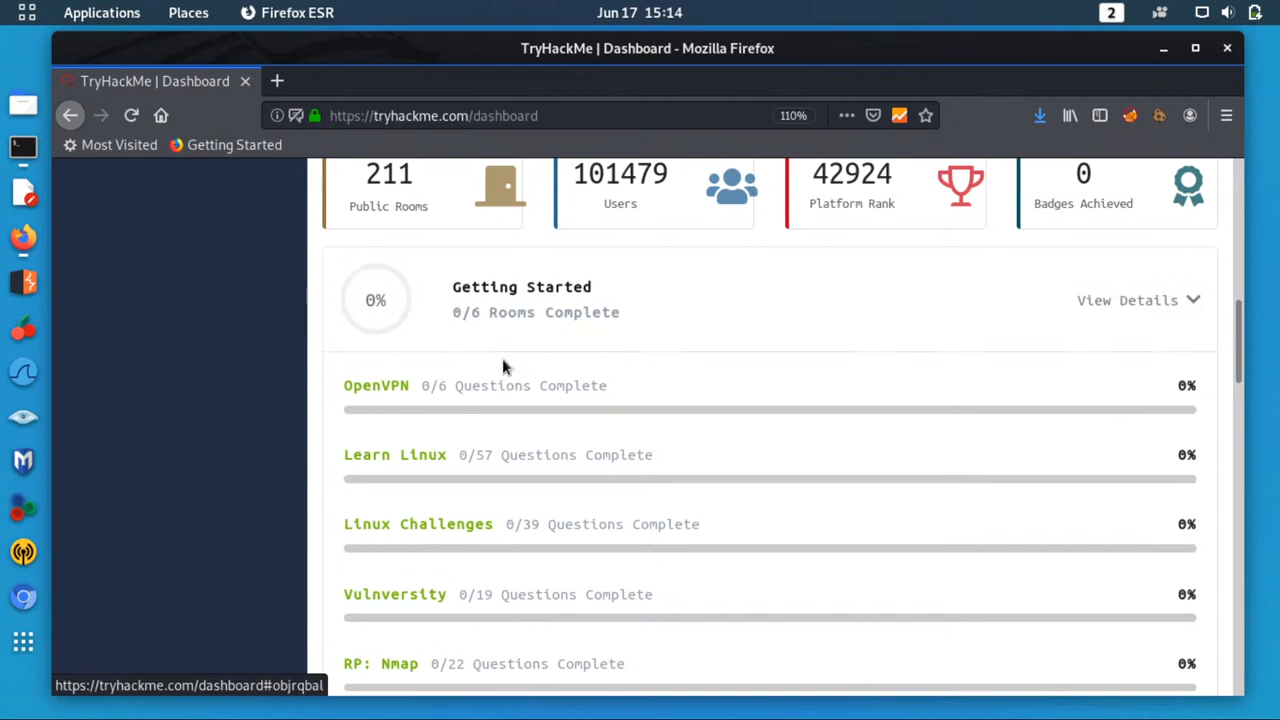 Applications Places Firefox ESR Jun 17 15:14 2
TryHackMe | Dashboard - Mozilla Firefox
TryHackMe | Dashboard
https://tryhackme.com/dashboard 110%
Most Visited Getting Started
211 101479 42924 0
Public Rooms Users Platform Rank Badges Achieved
0% Getting Started View Details
0/6 Rooms Complete
OpenVPN 0/6 Questions Complete 0%
Learn Linux 0/57 Questions Complete 0%
Linux Challenges 0/39 Questions Complete 0%
Vulnversity 0/19 Questions Complete 0%
RP: Nmap 0/22 Questions Complete 0%
https://tryhackme.com/dashboard#objrqbal